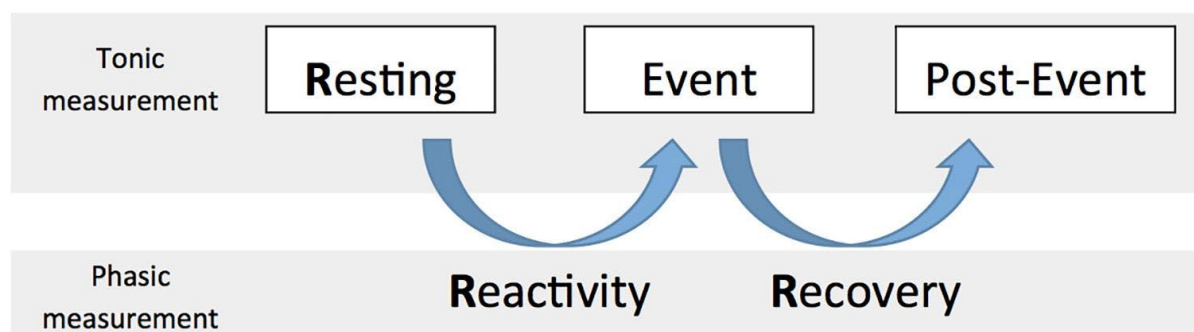 Tonic
measurement
Resting
Event
Post-Event
Phasic
measurement
Reactivity
Recovery